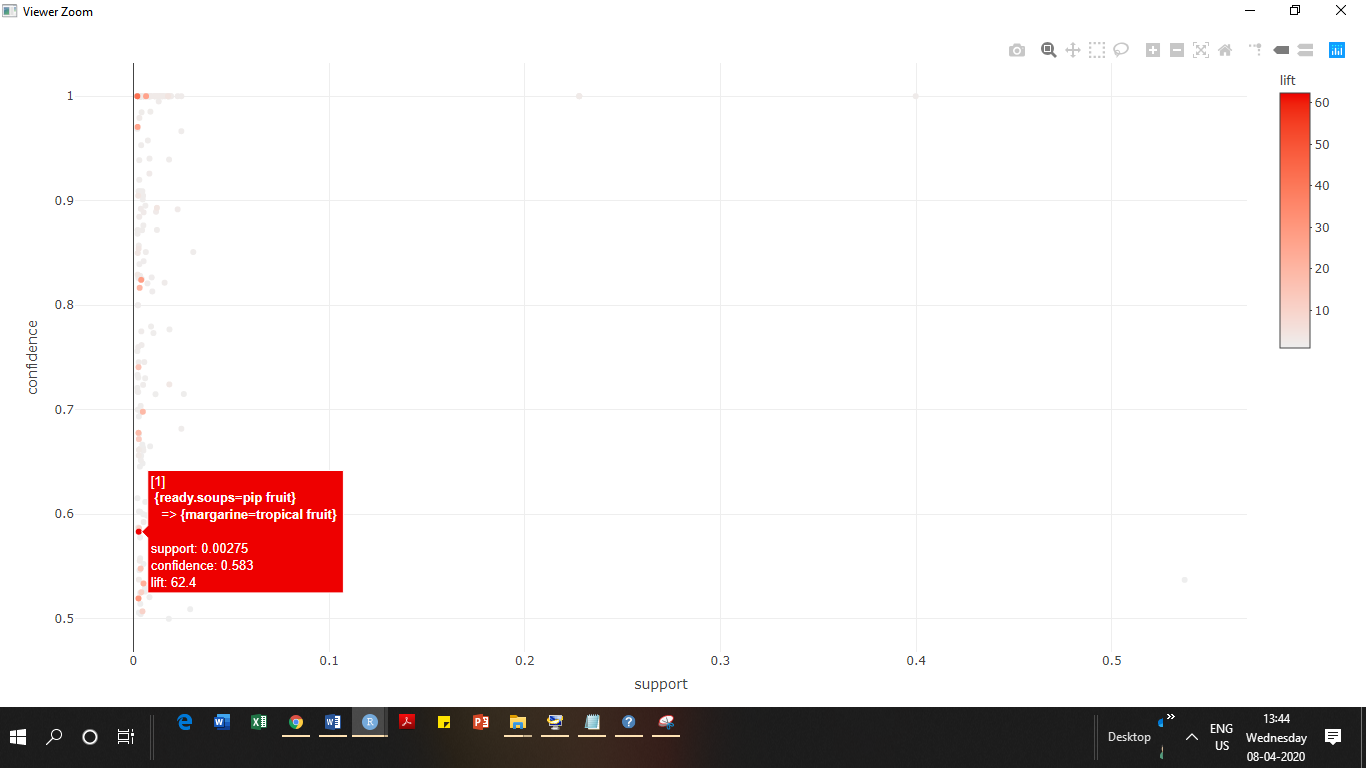 Viewer Zoom
lift
60
50
40
30
20
10
1
0.9
0.8
0.7
0.6
0.5
confidence
[1]
{ready.soups=pip fruit}
=> {margarine=tropical fruit}
support: 0.00275
confidence: 0.583
lift: 62.4
0
0.1
0.2
0.3
0.4
0.5
support
Desktop
ENG
US
13:44
Wednesday
08-04-2020